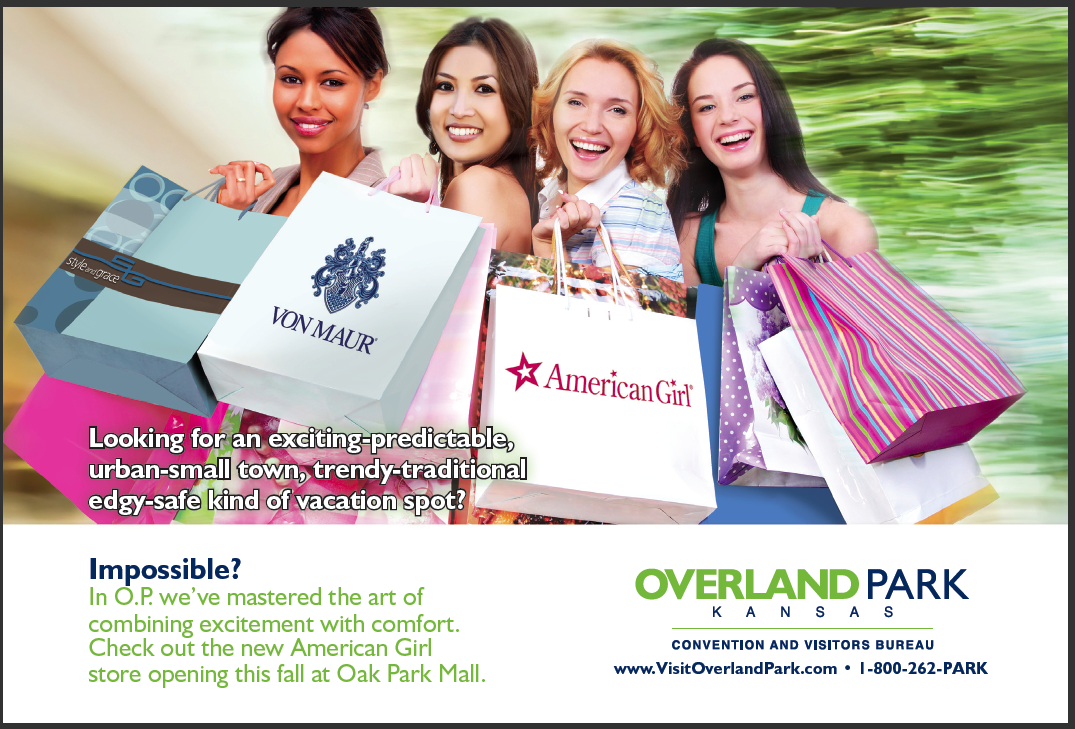 style and grace
SG
VON MAUR®
American Girl®
Looking for an exciting-predictable,
urban-small town, trendy-traditional
edgy-safe kind of vacation spot?
Impossible?
In O.P. we've mastered the art of
combining excitement with comfort.
Check out the new American Girl
store opening this fall at Oak Park Mall.
OVERLAND PARK
KANSAS
CONVENTION AND VISITORS BUREAU
www.VisitOverlandPark.com • 1-800-262-PARK